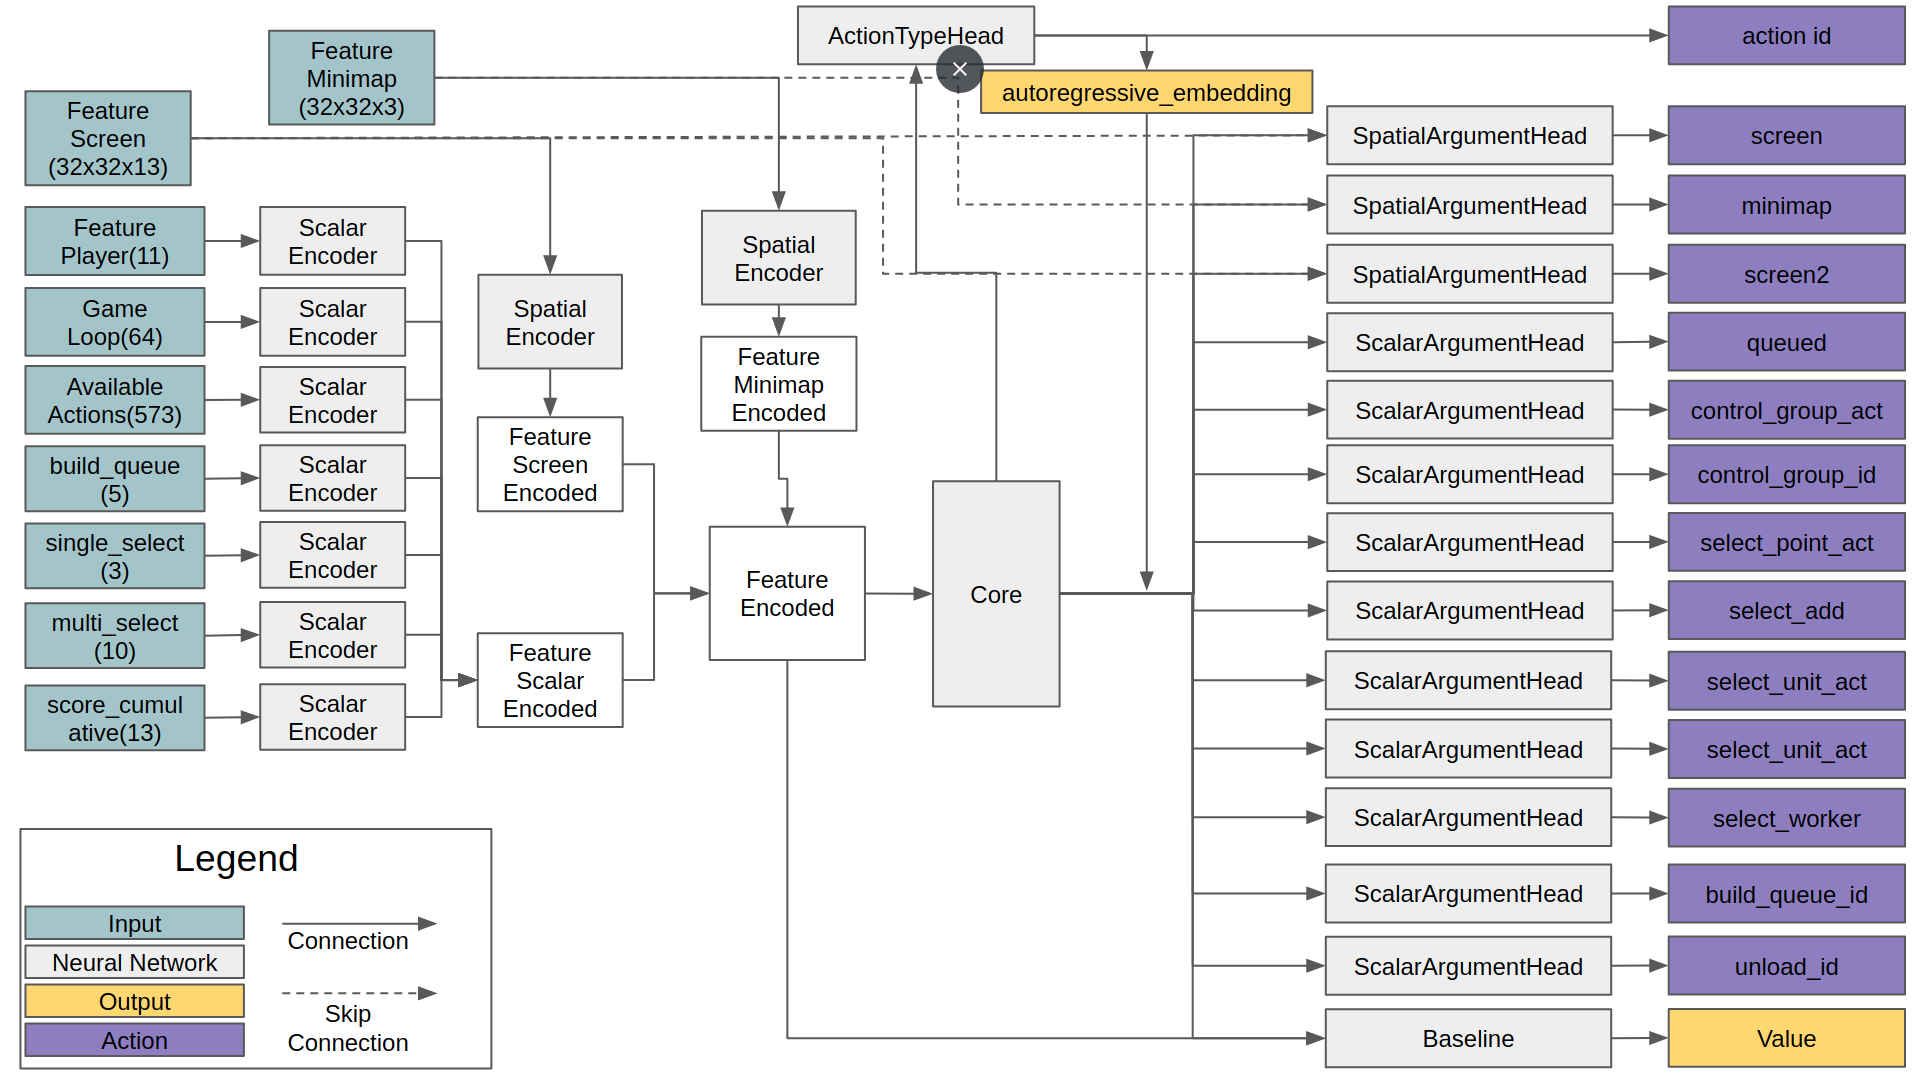 Feature
Minimap
(32x32x3)
ActionTypeHead
action id
autoregressive_embedding
Feature
Screen
(32x32x13)
SpatialArgumentHead
screen
SpatialArgumentHead
minimap
SpatialArgumentHead
screen2
ScalarArgumentHead
queued
ScalarArgumentHead
control_group_act
ScalarArgumentHead
control_group_id
ScalarArgumentHead
select_point_act
ScalarArgumentHead
select_add
ScalarArgumentHead
select_unit_act
ScalarArgumentHead
select_unit_act
ScalarArgumentHead
select_worker
ScalarArgumentHead
build_queue_id
ScalarArgumentHead
unload_id
Baseline
Value
Feature
Player(11)
Scalar
Encoder
Game
Loop(64)
Scalar
Encoder
Available
Actions(573)
Scalar
Encoder
build_queue
(5)
Scalar
Encoder
single_select
(3)
Scalar
Encoder
multi_select
(10)
Scalar
Encoder
score_cumul
ative(13)
Scalar
Encoder
Spatial
Encoder
Feature
Screen
Encoded
Feature
Scalar
Encoded
Spatial
Encoder
Feature
Minimap
Encoded
Feature
Encoded
Core
Legend
Input
Neural Network
Output
Action
Connection
Skip
Connection